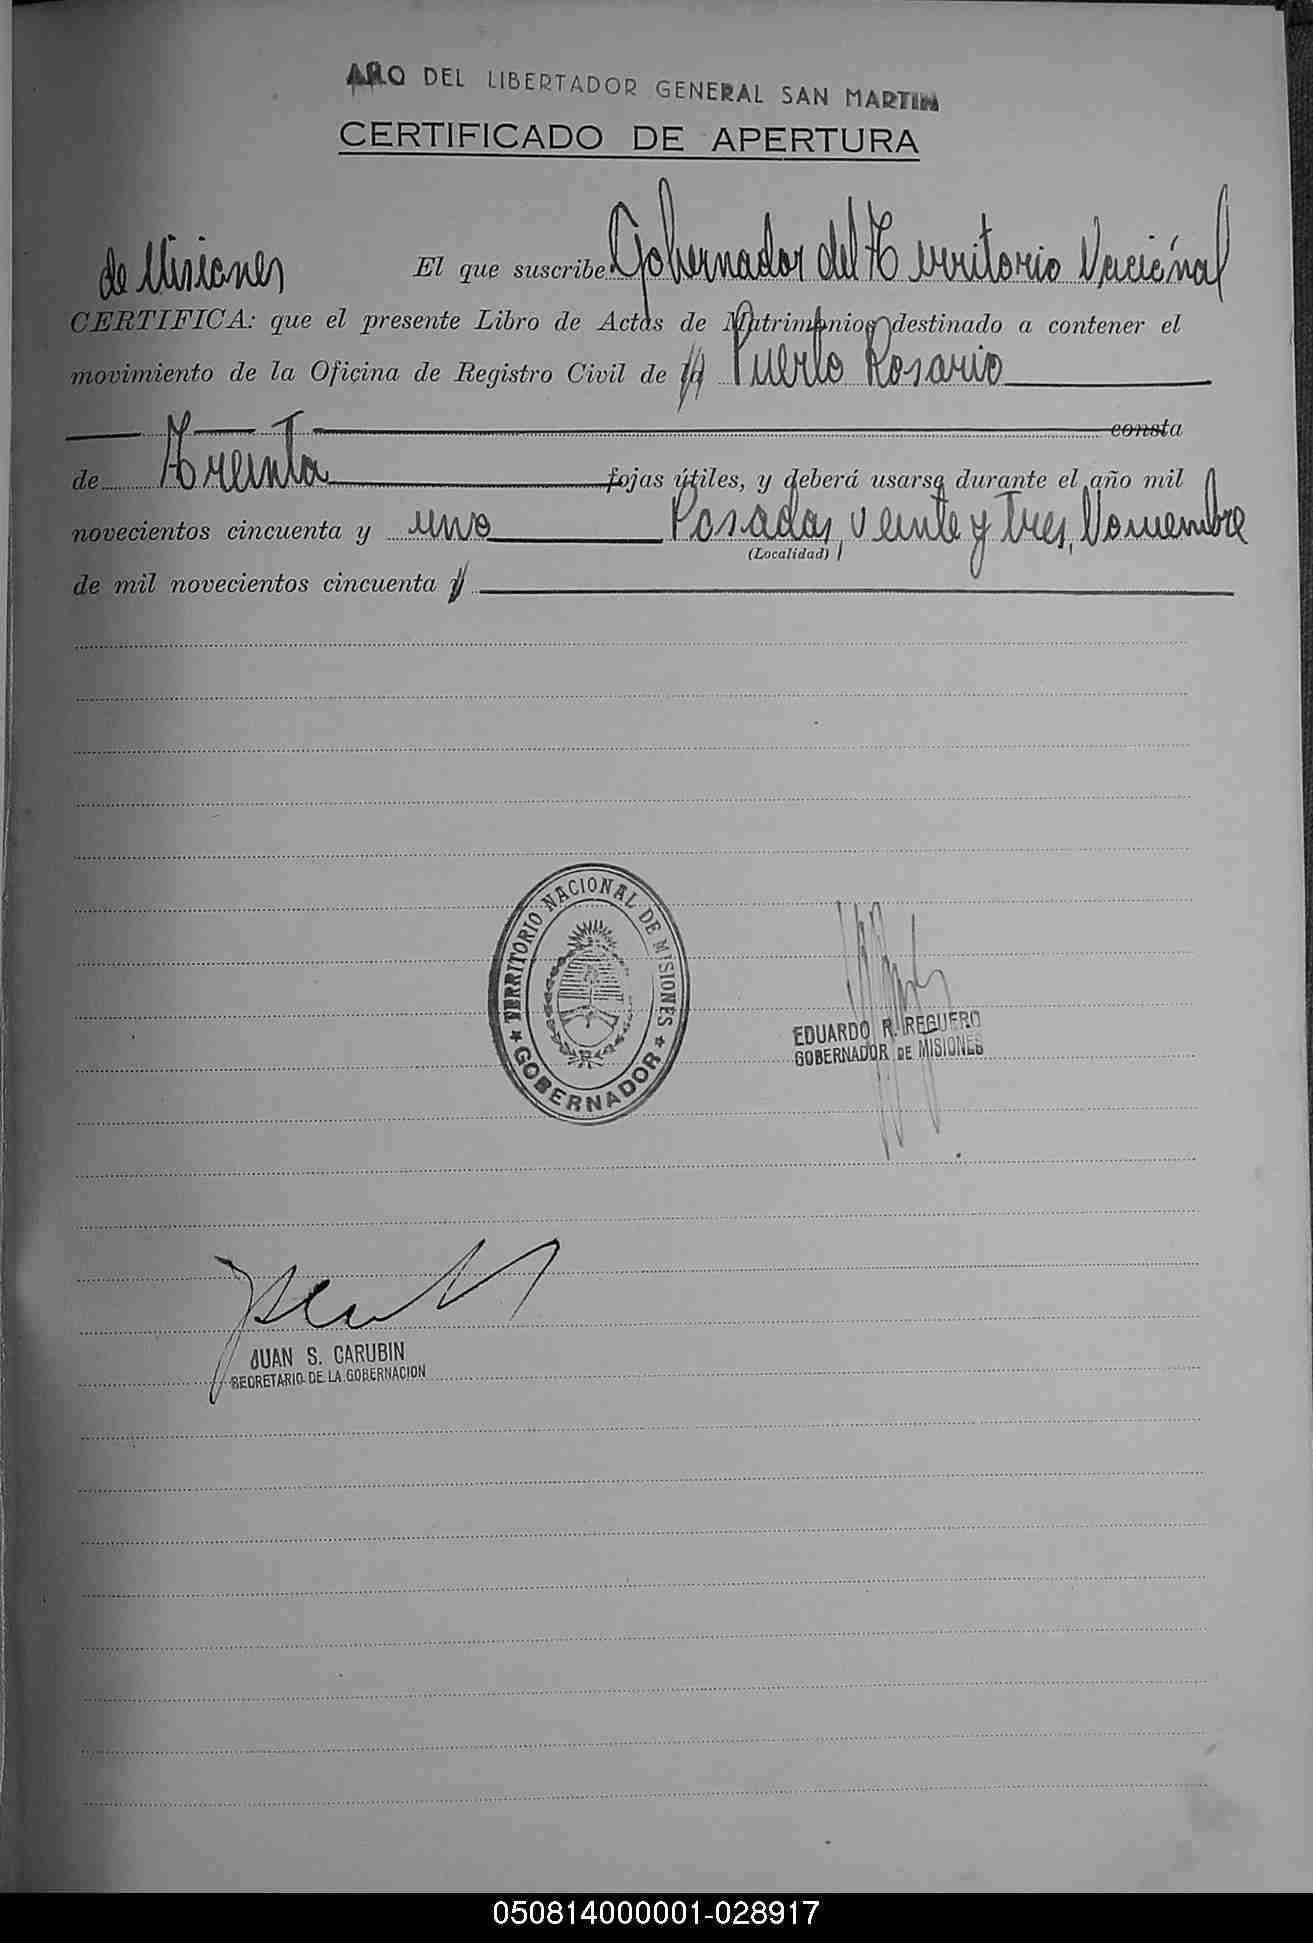 AÑO DEL LIBERTADOR GENERAL SAN MARTIN
CERTIFICADO DE APERTURA
El que suscribe Gobernador del Territorio Nacional
de Misiones
CERTIFICA: que el presente Libro de Actas de Matrimonios destinado a contener el
movimiento de la Oficina de Registro Civil de Puerto Rosario
consta
de Treinta fojas útiles, y deberá usarse durante el año mil
novecientos cincuenta y uno Posadas, veinte y tres, Noviembre
(Localidad)
de mil novecientos cincuenta y
TERRITORIO NACIONAL DE MISIONES
GOBERNADOR
EDUARDO R. REGUERO
GOBERNADOR DE MISIONES
JUAN S. CARUBIN
SECRETARIO DE LA GOBERNACION
050814000001-028917